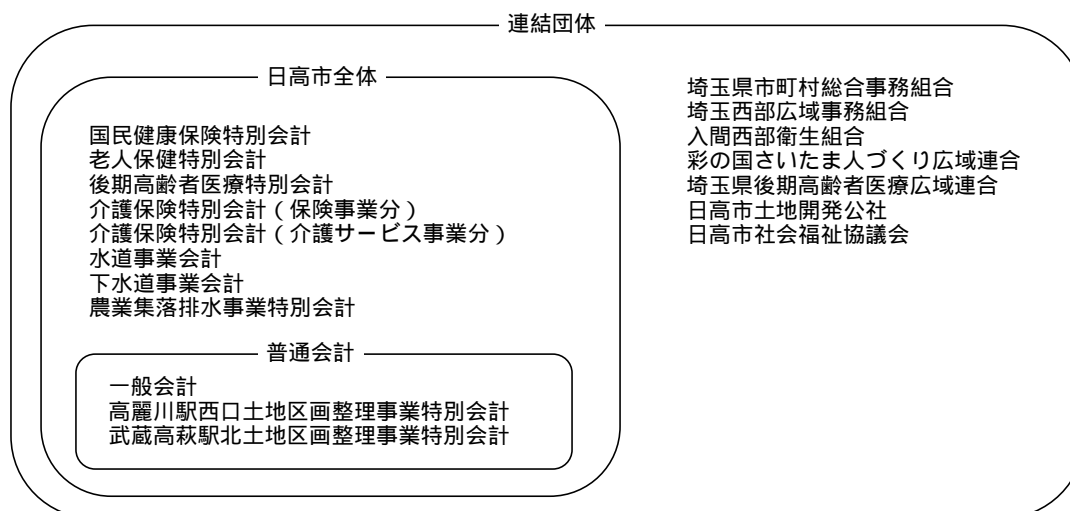 連結団体
日高市全体
国民健康保険特別会計
老人保健特別会計
後期高齢者医療特別会計
介護保険特別会計(保険事業分)
介護保険特別会計(介護サービス事業分)
水道事業会計
下水道事業会計
農業集落排水事業特別会計
普通会計
一般会計
高麗川駅西口土地区画整理事業特別会計
武蔵高萩駅北土地区画整理事業特別会計
埼玉県市町村総合事務組合
埼玉西部広域事務組合
入間西部衛生組合
彩の国さいたま人づくり広域連合
埼玉県後期高齢者医療広域連合
日高市土地開発公社
日高市社会福祉協議会